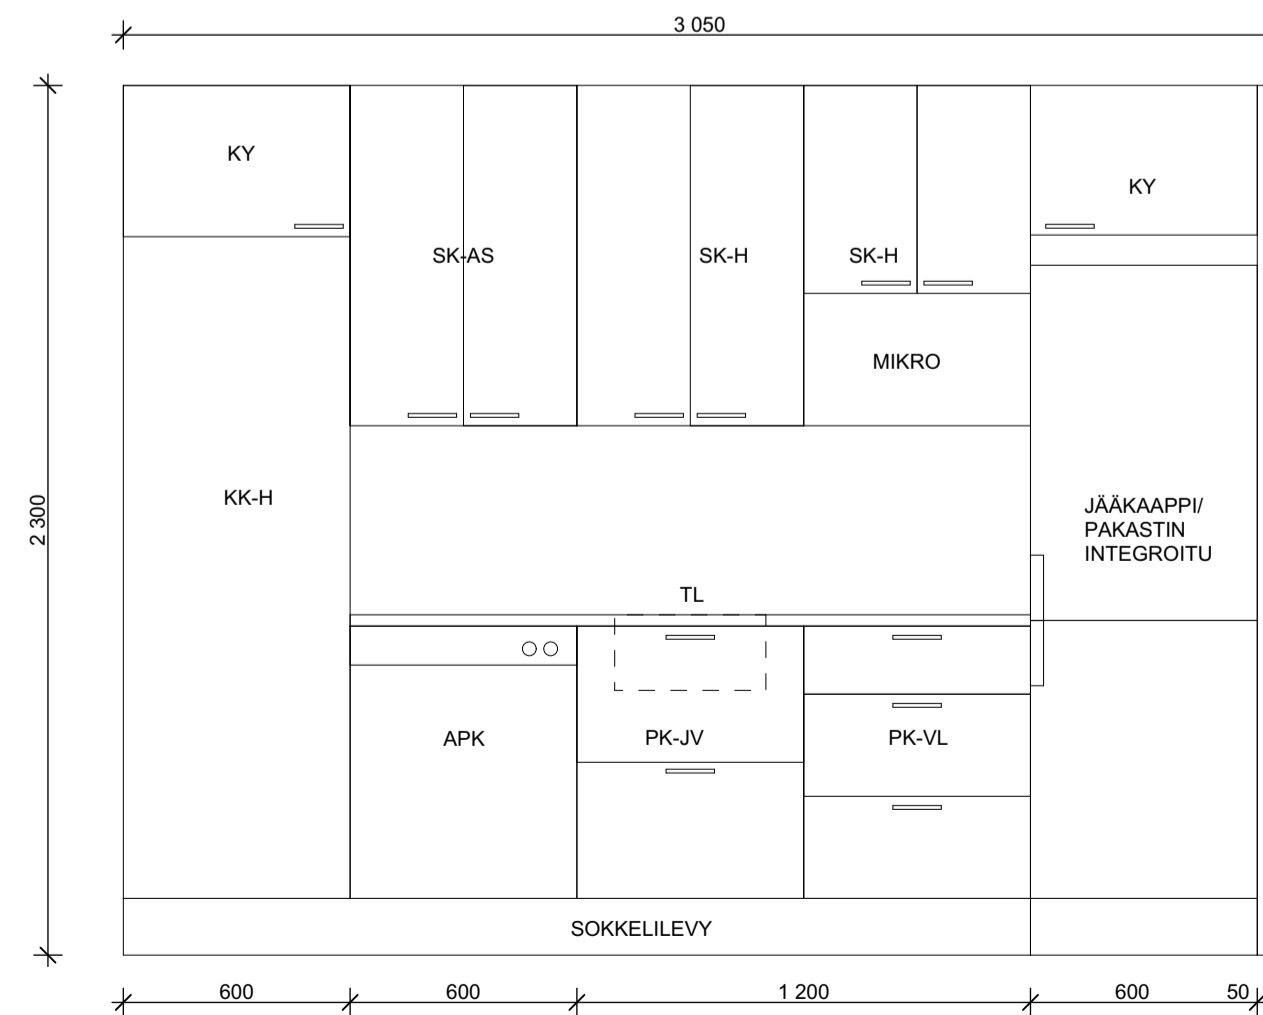 3 050
KY
KY
SK-AS
SK-H
SK-H
MIKRO
KK-H
2 300
JÄÄKAAPPI/
PAKASTIN
INTEGROITU
TL
APK
PK-JV
PK-VL
SOKKELILEVY
600
600
1 200
600
50